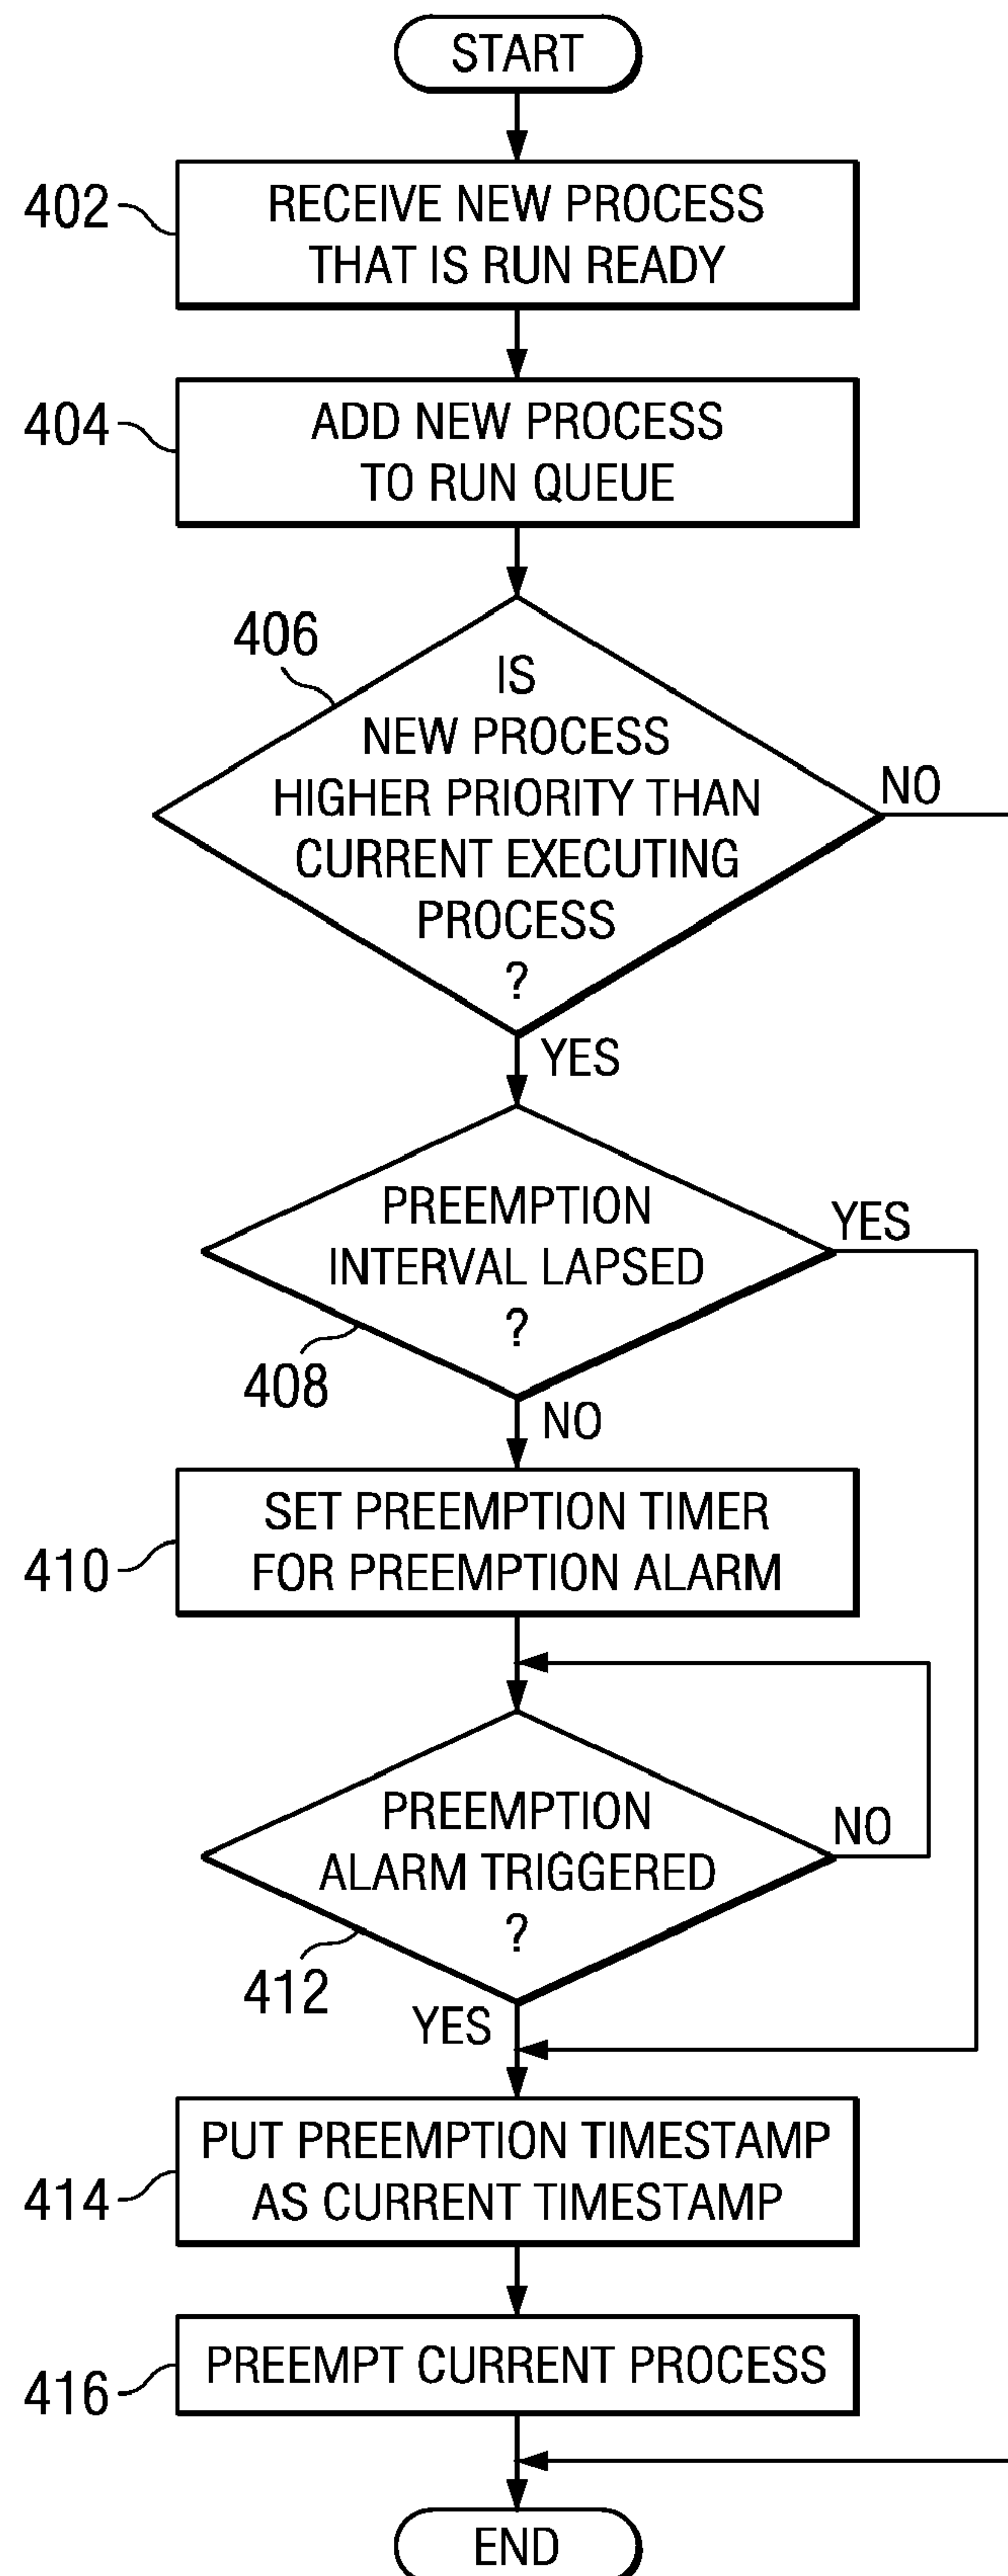 START
402
RECEIVE NEW PROCESS
THAT IS RUN READY
404
ADD NEW PROCESS
TO RUN QUEUE
406
IS
NEW PROCESS
HIGHER PRIORITY THAN
CURRENT EXECUTING
PROCESS
?
NO
YES
PREEMPTION
INTERVAL LAPSED
?
YES
408
NO
SET PREEMPTION TIMER
FOR PREEMPTION ALARM
410
PREEMPTION
ALARM TRIGGERED
?
NO
412
YES
PUT PREEMPTION TIMESTAMP
AS CURRENT TIMESTAMP
414
PREEMPT CURRENT PROCESS
416
END